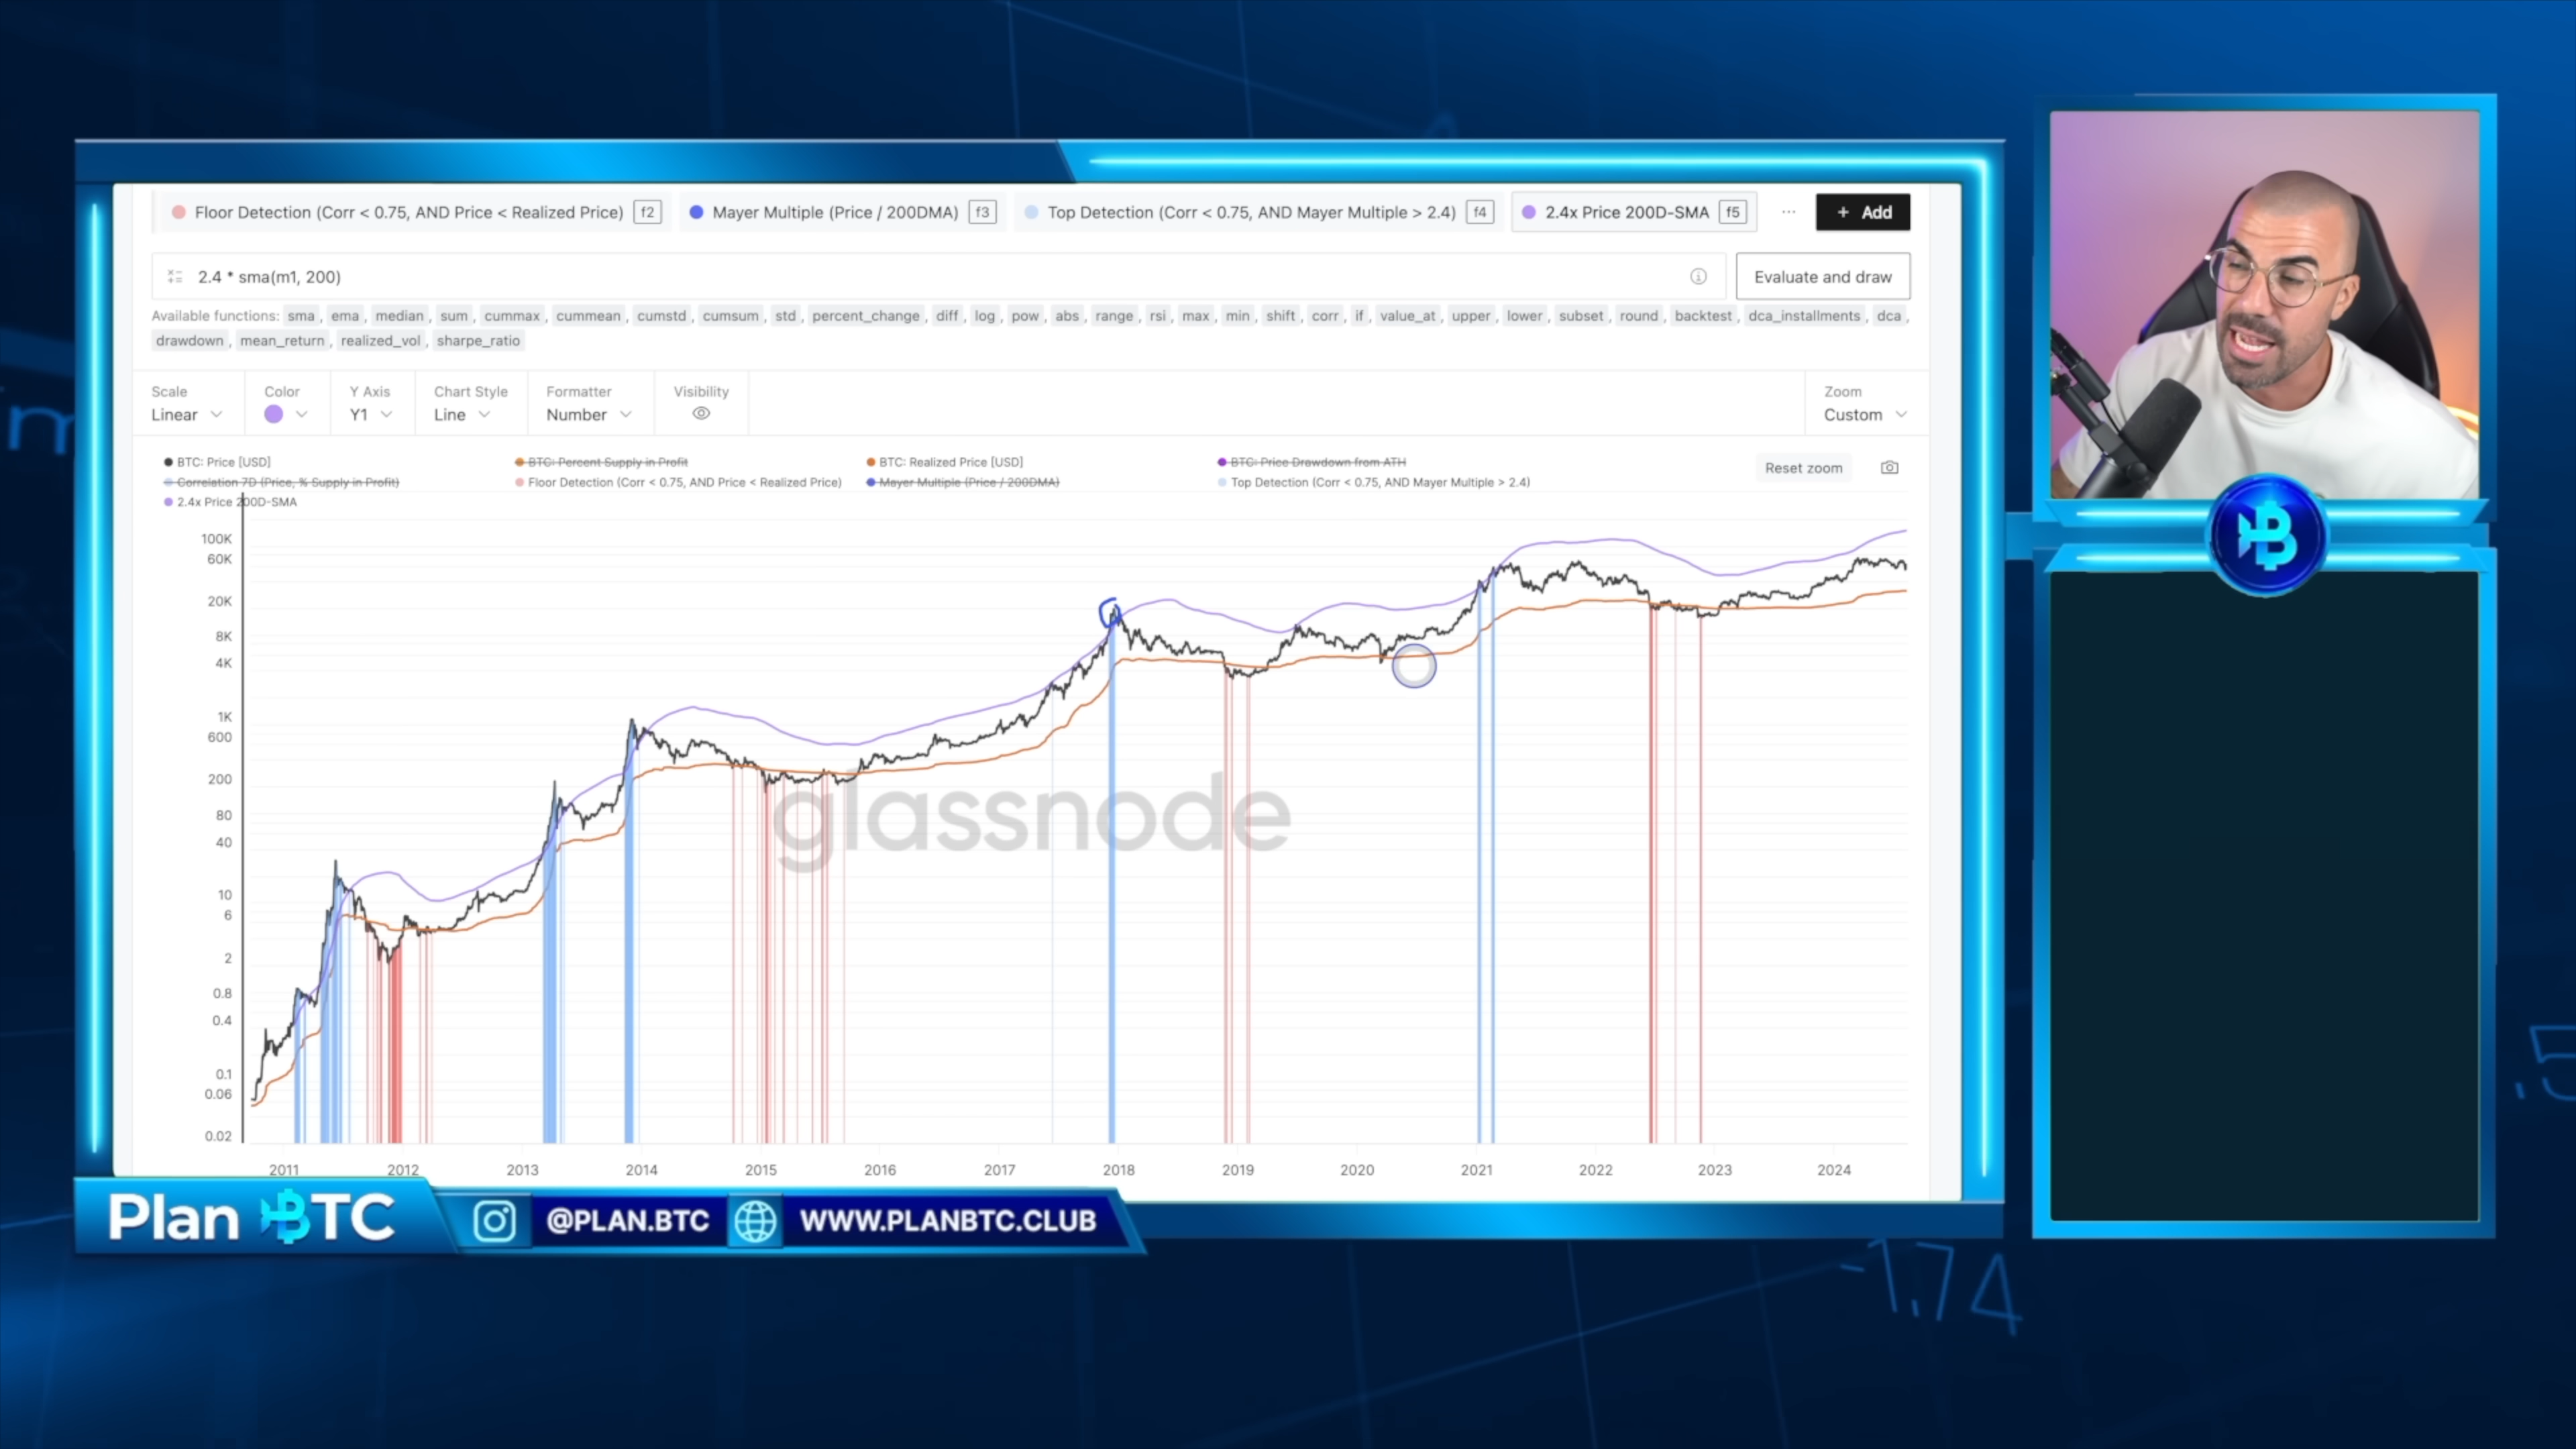 Floor Detection (Corr < 0.75, AND Price < Realized Price) f2 Mayer Multiple (Price / 200DMA) f3 Top Detection (Corr < 0.75, AND Mayer Multiple > 2.4) f4 2.4x Price 200D-SMA f5 ... + Add
2.4 * sma(m1, 200) Evaluate and draw
Available functions: sma, ema, median, sum, cummax, cummean, cumstd, cumsum, std, percent_change, diff, log, pow, abs, range, rsi, max, min, shift, corr, if, value_at, upper, lower, subset, round, backtest, dca_installments, dca,
drawdown, mean_return, realized_vol, sharpe_ratio
Scale Color Y Axis Chart Style Formatter Visibility Zoom
Linear Y1 Line Number Custom
BTC: Price [USD] BTC: Percent Supply in Profit BTC: Realized Price [USD] BTC: Price Drawdown from ATH Reset zoom
Correlation 7D (Price, % Supply in Profit) Floor Detection (Corr < 0.75, AND Price < Realized Price) Mayer Multiple (Price / 200DMA) Top Detection (Corr < 0.75, AND Mayer Multiple > 2.4)
2.4x Price 200D-SMA
100K
60K
20K
8K
4K
1K
600
200
80
40
10
6
2
0.8
0.4
0.1
0.06
0.02
glassnode
2011 2012 2013 2014 2015 2016 2017 2018 2019 2020 2021 2022 2023 2024
Plan BTC @PLAN.BTC WWW.PLANBTC.CLUB
-1.74
.5